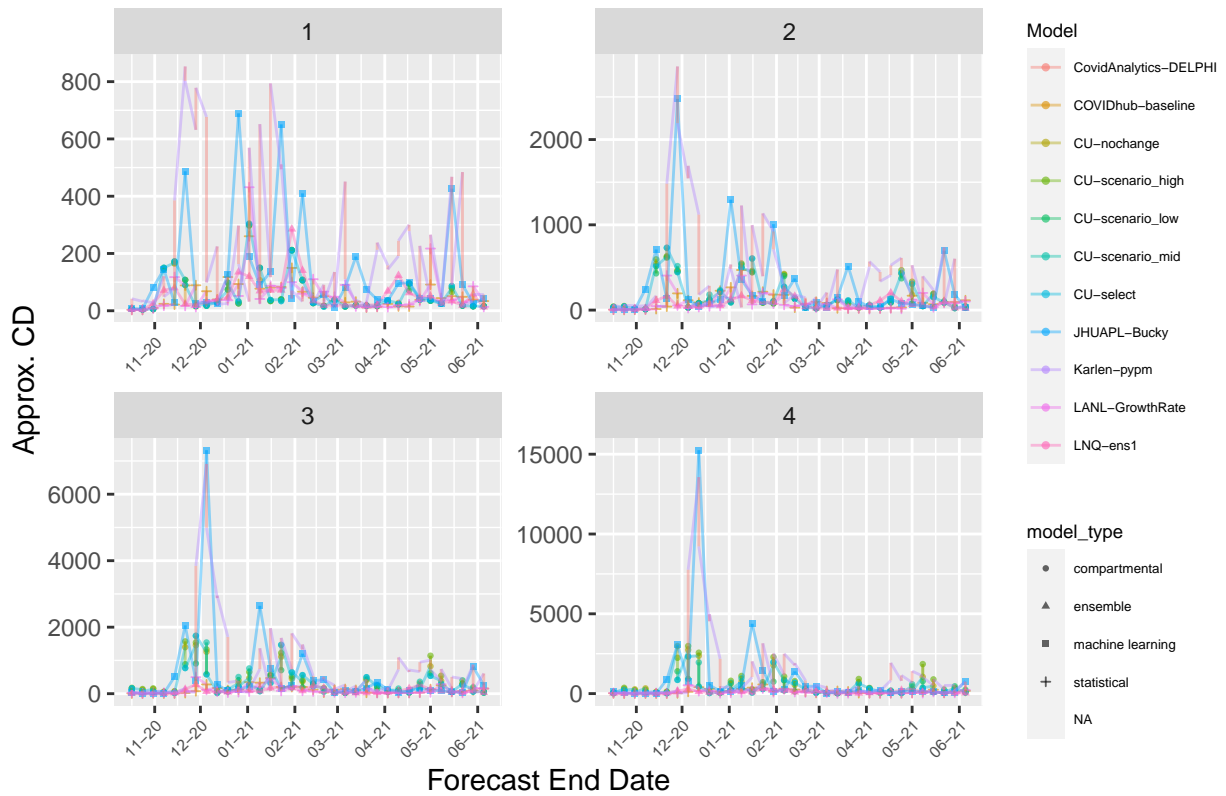 1
2
800
600
400
200
0
2000
1000
0
11−20
12−20
01−21
02−21
03−21
04−21
05−21
06−21
11−20
12−20
01−21
02−21
03−21
04−21
05−21
06−21
3
4
6000
4000
2000
0
15000
10000
5000
0
11−20
12−20
01−21
02−21
03−21
04−21
05−21
06−21
11−20
12−20
01−21
02−21
03−21
04−21
05−21
06−21
Approx. CD
Forecast End Date
Model
CovidAnalytics−DELPHI
COVIDhub−baseline
CU−nochange
CU−scenario_high
CU−scenario_low
CU−scenario_mid
CU−select
JHUAPL−Bucky
Karlen−pypm
LANL−GrowthRate
LNQ−ens1
model_type
compartmental
ensemble
machine learning
statistical
NA